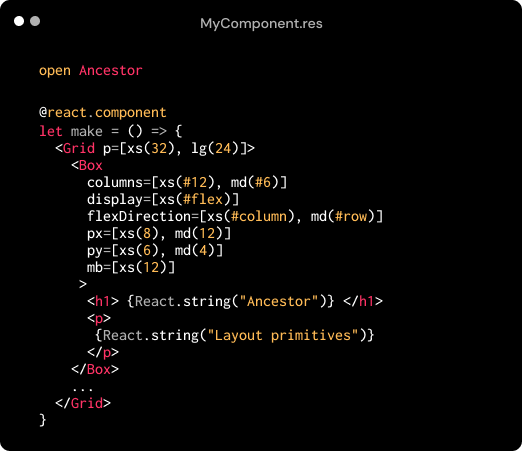 MyComponent.res
open Ancestor
@react.component
let make = () => {
  <Grid p=[xs(32), lg(24)]>
    <Box
      columns=[xs(#12), md(#6)]
      display=[xs(#flex)]
      flexDirection=[xs(#column), md(#row)]
      px=[xs(8), md(12)]
      py=[xs(6), md(4)]
      mb=[xs(12)]
     >
      <h1> {React.string("Ancestor")} </h1>
      <p>
       {React.string("Layout primitives")}
      </p>
    </Box>
    ...
  </Grid>
}